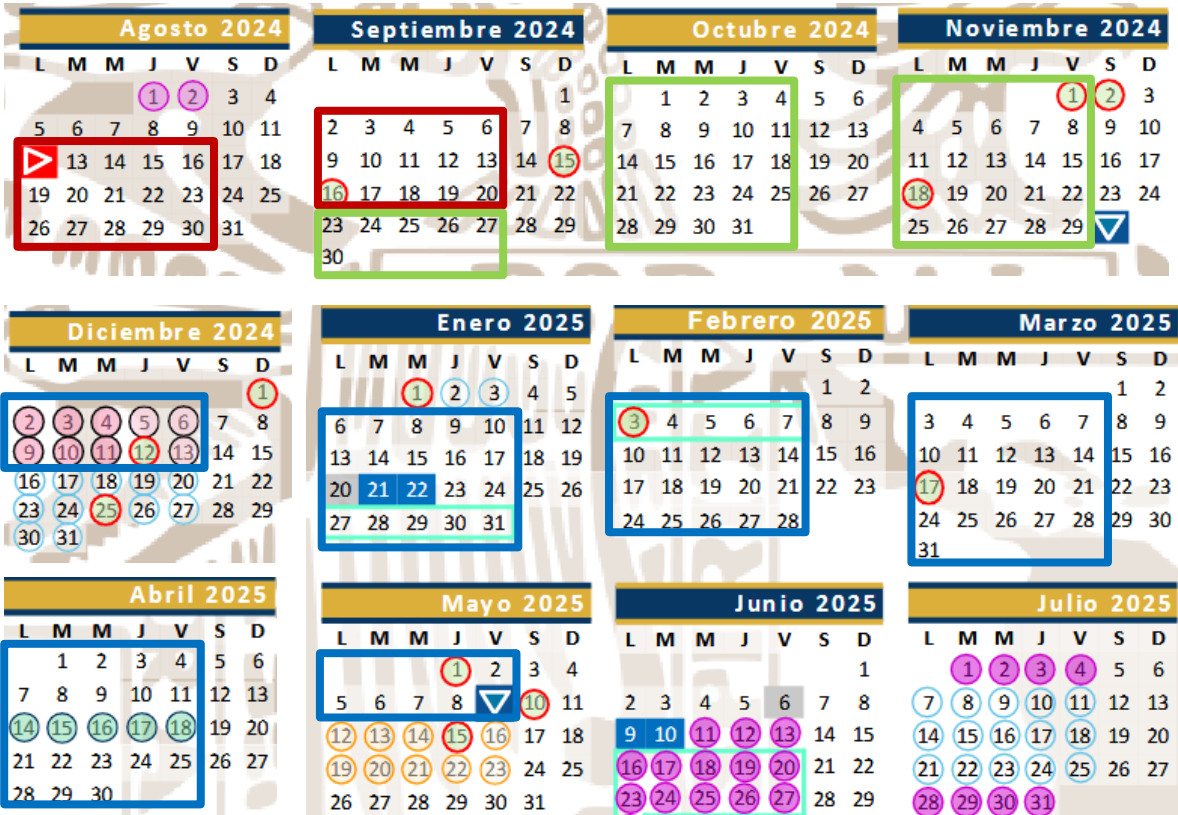 Agosto 2024
L M M J V S D
1 2 3 4
5 6 7 8 9 10 11
13 14 15 16 17 18
19 20 21 22 23 24 25
26 27 28 29 30 31
Septiembre 2024
L M M J V S D
1
2 3 4 5 6 7 8
9 10 11 12 13 14 15
16 17 18 19 20 21 22
23 24 25 26 27 28 29
30
Octubre 2024
L M M J V S D
1 2 3 4 5 6
7 8 9 10 11 12 13
14 15 16 17 18 19 20
21 22 23 24 25 26 27
28 29 30 31
Noviembre 2024
L M M J V S D
1 2 3
4 5 6 7 8 9 10
11 12 13 14 15 16 17
18 19 20 21 22 23 24
25 26 27 28 29
Diciembre 2024
L M M J V S D
1
2 3 4 5 6 7 8
9 10 11 12 13 14 15
16 17 18 19 20 21 22
23 24 25 26 27 28 29
30 31
Enero 2025
L M M J V S D
1 2 3 4 5
6 7 8 9 10 11 12
13 14 15 16 17 18 19
20 21 22 23 24 25 26
27 28 29 30 31
Febrero 2025
L M M J V S D
1 2
3 4 5 6 7 8 9
10 11 12 13 14 15 16
17 18 19 20 21 22 23
24 25 26 27 28
Marzo 2025
L M M J V S D
1 2
3 4 5 6 7 8 9
10 11 12 13 14 15 16
17 18 19 20 21 22 23
24 25 26 27 28 29 30
31
Abril 2025
L M M J V S D
1 2 3 4 5 6
7 8 9 10 11 12 13
14 15 16 17 18 19 20
21 22 23 24 25 26 27
28 29 30
Mayo 2025
L M M J V S D
1 2 3 4
5 6 7 8 10 11
12 13 14 15 16 17 18
19 20 21 22 23 24 25
26 27 28 29 30 31
Junio 2025
L M M J V S D
1
2 3 4 5 6 7 8
9 10 11 12 13 14 15
16 17 18 19 20 21 22
23 24 25 26 27 28 29
Julio 2025
L M M J V S D
1 2 3 4 5 6
7 8 9 10 11 12 13
14 15 16 17 18 19 20
21 22 23 24 25 26 27
28 29 30 31